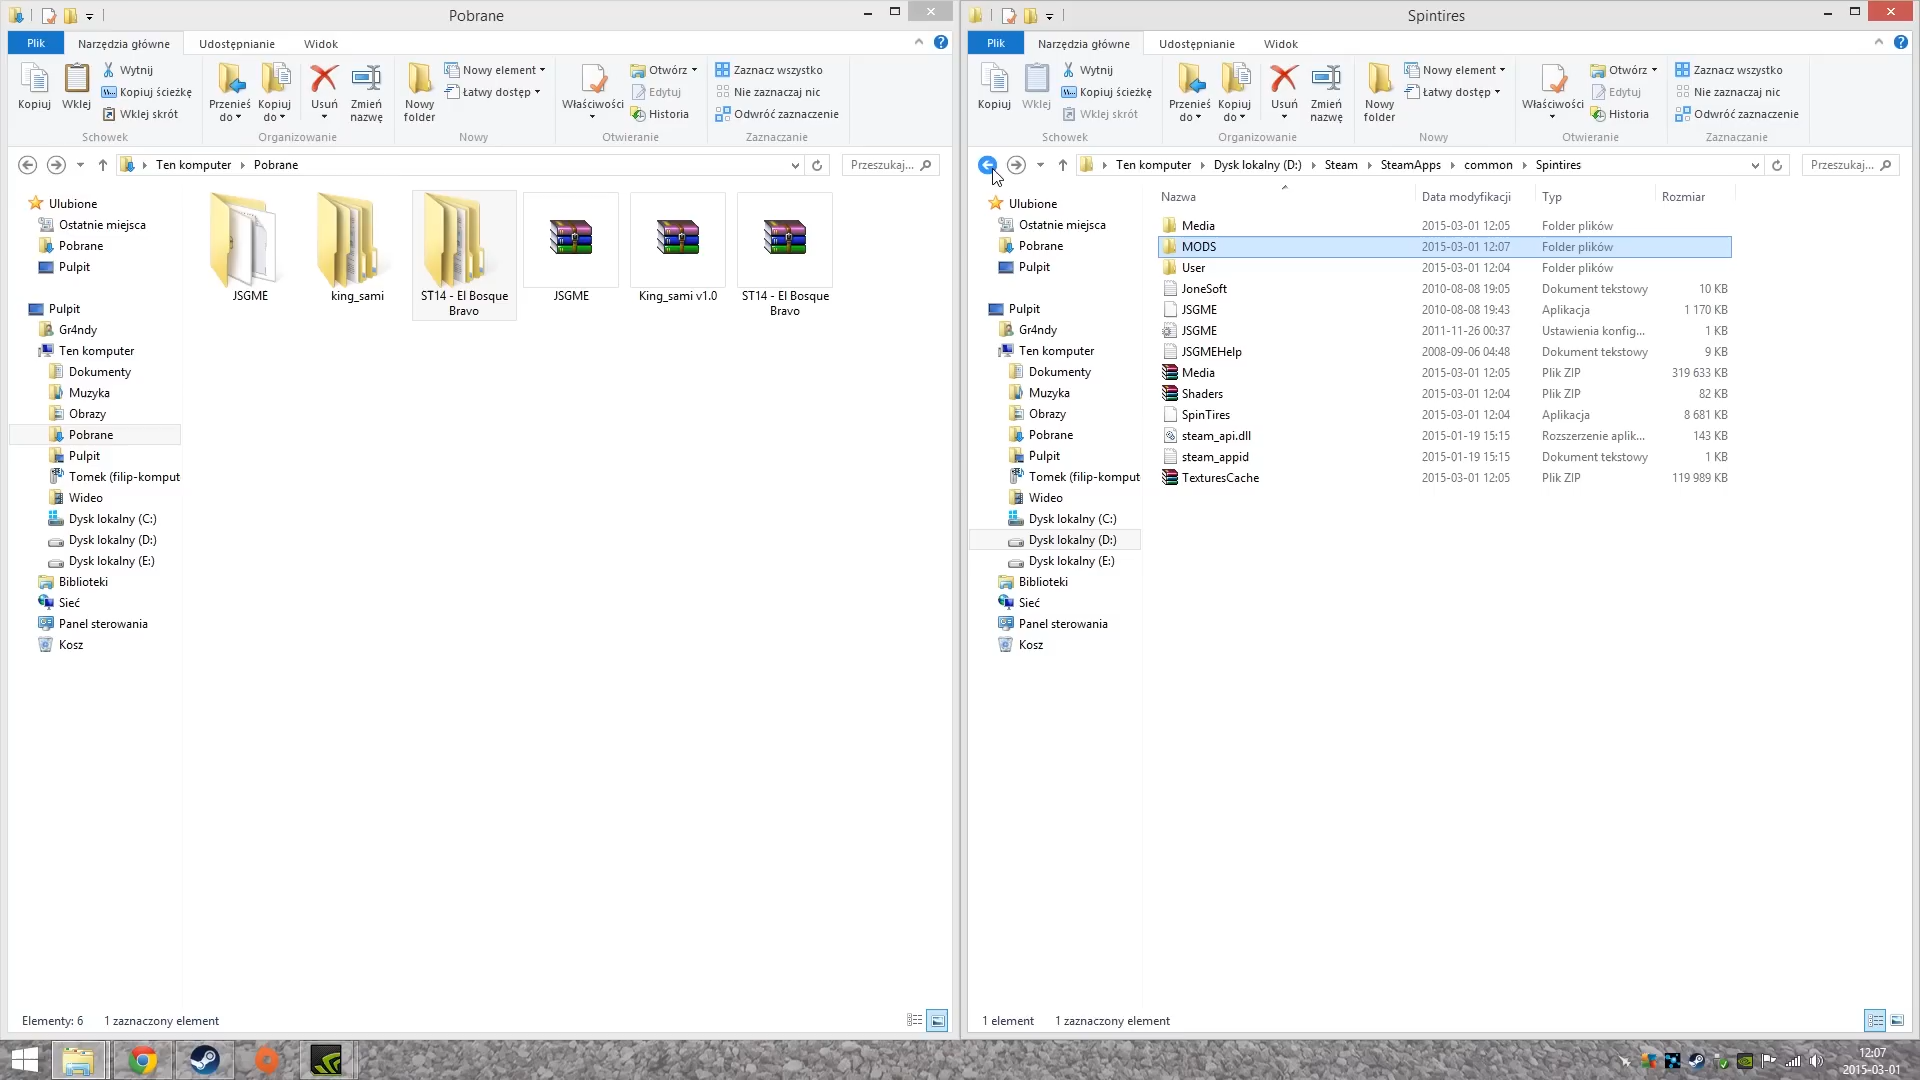 Pobrane
Plik Narzędzia główne Udostępnianie Widok
Kopiuj
Wklej
Wytnij
Kopiuj ścieżkę
Wklej skrót
Schowek
Przenieś do
Kopiuj do
Usuń
Zmień nazwę
Organizowanie
Nowy folder
Nowy element
Łatwy dostęp
Nowy
Właściwości
Otwórz
Edytuj
Historia
Otwieranie
Zaznacz wszystko
Nie zaznaczaj nic
Odwróć zaznaczenie
Zaznaczanie
Ten komputer Pobrane
Przeszukaj...
Ulubione
Ostatnie miejsca
Pobrane
Pulpit
Pulpit
Gr4ndy
Ten komputer
Dokumenty
Muzyka
Obrazy
Pobrane
Pulpit
Tomek (filip-komput
Wideo
Dysk lokalny (C:)
Dysk lokalny (D:)
Dysk lokalny (E:)
Biblioteki
Sieć
Panel sterowania
Kosz
JSGME
king_sami
ST14 - El Bosque
Bravo
JSGME
King_sami v1.0
ST14 - El Bosque
Bravo
Elementy: 6 1 zaznaczony element
Spintires
Plik Narzędzia główne Udostępnianie Widok
Kopiuj
Wklej
Wytnij
Kopiuj ścieżkę
Wklej skrót
Schowek
Przenieś do
Kopiuj do
Usuń
Zmień nazwę
Organizowanie
Nowy folder
Nowy element
Łatwy dostęp
Nowy
Właściwości
Otwórz
Edytuj
Historia
Otwieranie
Zaznacz wszystko
Nie zaznaczaj nic
Odwróć zaznaczenie
Zaznaczanie
Ten komputer Dysk lokalny (D:) Steam SteamApps common Spintires
Przeszukaj...
Ulubione
Ostatnie miejsca
Pobrane
Pulpit
Pulpit
Gr4ndy
Ten komputer
Dokumenty
Muzyka
Obrazy
Pobrane
Pulpit
Tomek (filip-komput
Wideo
Dysk lokalny (C:)
Dysk lokalny (D:)
Dysk lokalny (E:)
Biblioteki
Sieć
Panel sterowania
Kosz
Nazwa Data modyfikacji Typ Rozmiar
Media 2015-03-01 12:05 Folder plików
MODS 2015-03-01 12:07 Folder plików
User 2015-03-01 12:04 Folder plików
JoneSoft 2010-08-08 19:05 Dokument tekstowy 10 KB
JSGME 2010-08-08 19:43 Aplikacja 1 170 KB
JSGME 2011-11-26 00:37 Ustawienia konfig... 1 KB
JSGMEHelp 2008-09-06 04:48 Dokument tekstowy 9 KB
Media 2015-03-01 12:05 Plik ZIP 319 633 KB
Shaders 2015-03-01 12:04 Plik ZIP 82 KB
SpinTires 2015-03-01 12:04 Aplikacja 8 681 KB
steam_api.dll 2015-01-19 15:15 Rozszerzenie aplik... 143 KB
steam_appid 2015-01-19 15:15 Dokument tekstowy 1 KB
TexturesCache 2015-03-01 12:05 Plik ZIP 119 989 KB
1 element 1 zaznaczony element
12:07
2015-03-01